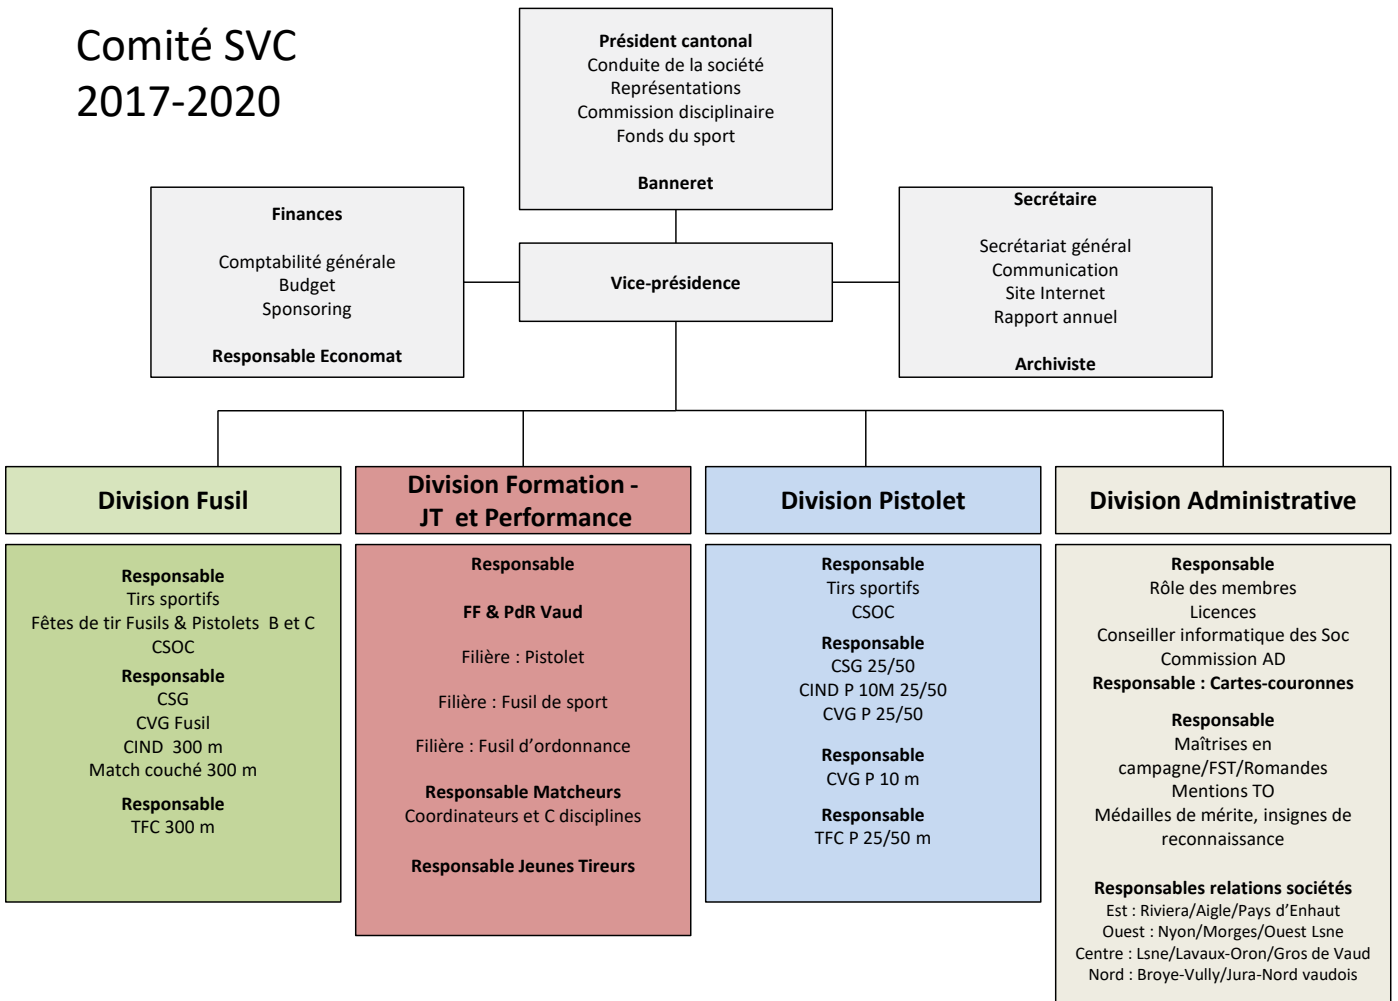 Comité SVC
2017-2020
Président cantonal
Conduite de la société
Représentations
Commission disciplinaire
Fonds du sport
Banneret
Finances
Comptabilité générale
Budget
Sponsoring
Responsable Economat
Vice-présidence
Secrétaire
Secrétariat général
Communication
Site Internet
Rapport annuel
Archiviste
Division Fusil
Responsable
Tirs sportifs
Fêtes de tir Fusils & Pistolets B et C
CSOC
Responsable
CSG
CVG Fusil
CIND 300 m
Match couché 300 m
Responsable
TFC 300 m
Division Formation -
JT et Performance
Responsable
FF & PdR Vaud
Filière : Pistolet
Filière : Fusil de sport
Filière : Fusil d’ordonnance
Responsable Matcheurs
Coordinateurs et C disciplines
Responsable Jeunes Tireurs
Division Pistolet
Responsable
Tirs sportifs
CSOC
Responsable
CSG 25/50
CIND P 10M 25/50
CVG P 25/50
Responsable
CVG P 10 m
Responsable
TFC P 25/50 m
Division Administrative
Responsable
Rôle des membres
Licences
Conseiller informatique des Soc
Commission AD
Responsable : Cartes-couronnes
Responsable
Maîtrises en
campagne/FST/Romandes
Mentions TO
Médailles de mérite, insignes de
reconnaissance
Responsables relations sociétés
Est : Riviera/Aigle/Pays d’Enhaut
Ouest : Nyon/Morges/Ouest Lsne
Centre : Lsne/Lavaux-Oron/Gros de Vaud
Nord : Broye-Vully/Jura-Nord vaudois